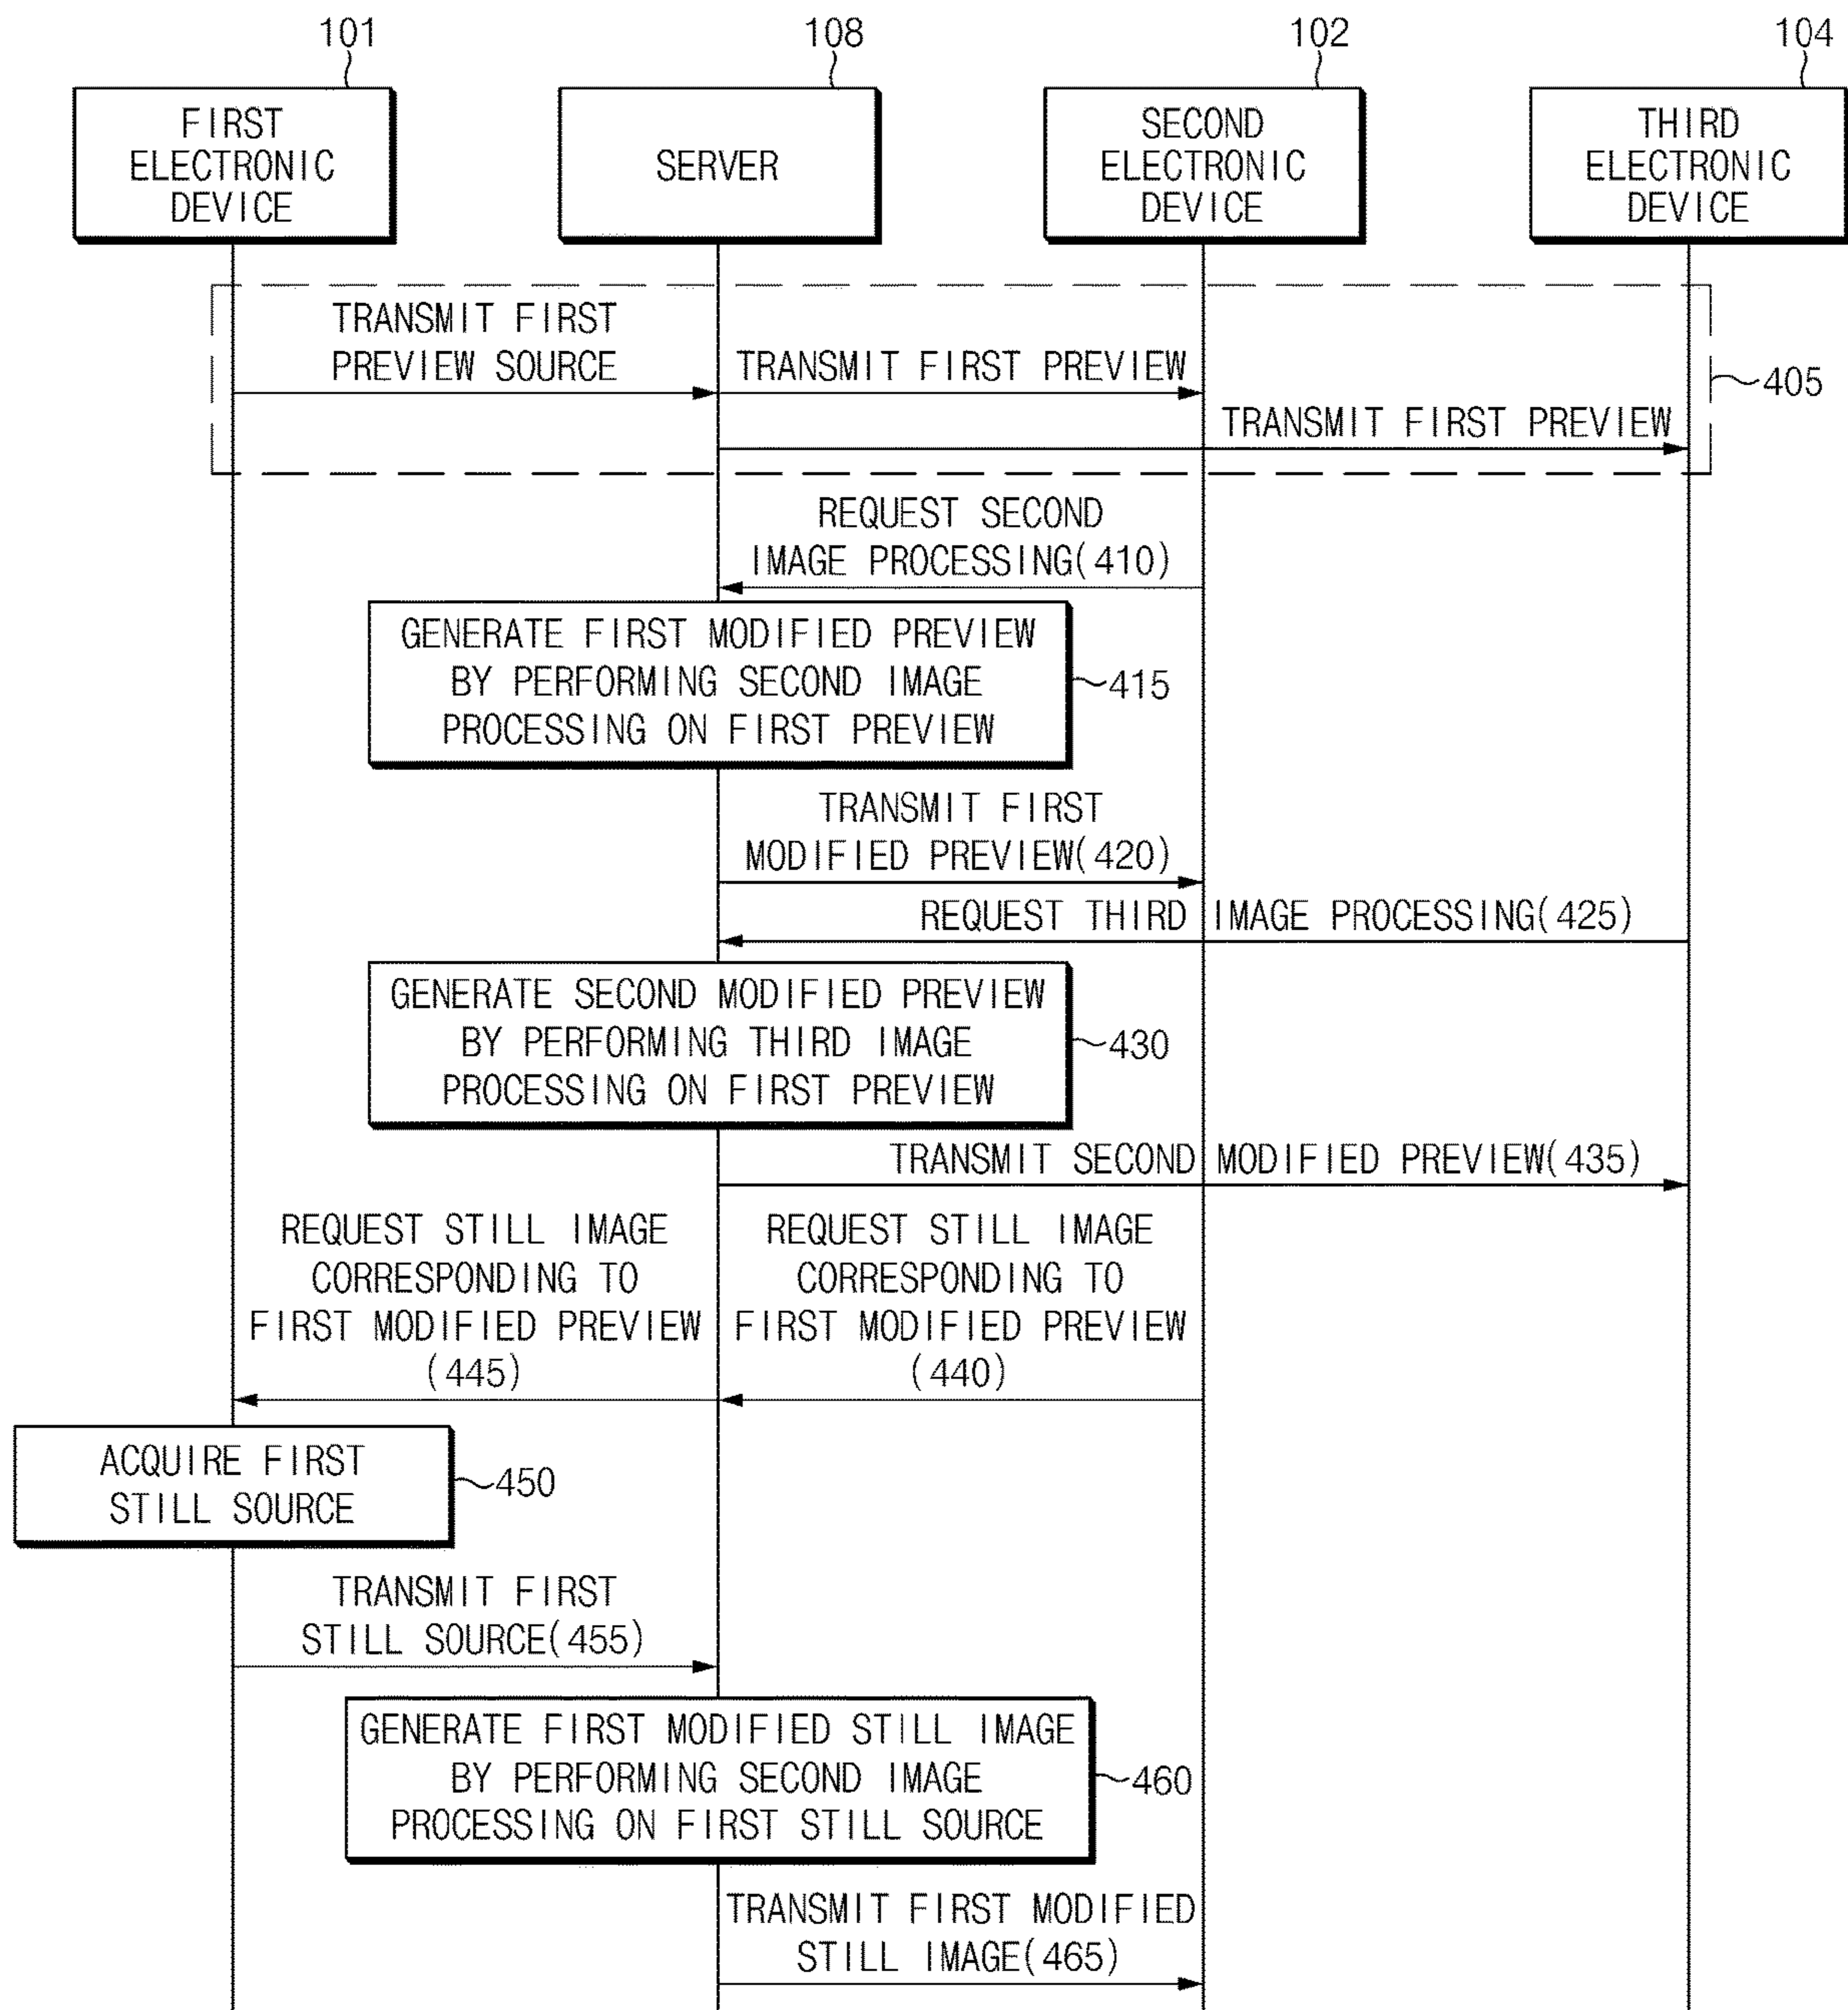 101
108
102
104
FIRST
ELECTRONIC
DEVICE
SERVER
SECOND
ELECTRONIC
DEVICE
THIRD
ELECTRONIC
DEVICE
TRANSMIT FIRST
PREVIEW SOURCE
TRANSMIT FIRST PREVIEW
405
TRANSMIT FIRST PREVIEW
REQUEST SECOND
IMAGE PROCESSING(410)
GENERATE FIRST MODIFIED PREVIEW
BY PERFORMING SECOND IMAGE
PROCESSING ON FIRST PREVIEW
415
TRANSMIT FIRST
MODIFIED PREVIEW(420)
REQUEST THIRD IMAGE PROCESSING(425)
GENERATE SECOND MODIFIED PREVIEW
BY PERFORMING THIRD IMAGE
PROCESSING ON FIRST PREVIEW
430
TRANSMIT SECOND MODIFIED PREVIEW(435)
REQUEST STILL IMAGE
CORRESPONDING TO
FIRST MODIFIED PREVIEW
(445)
REQUEST STILL IMAGE
CORRESPONDING TO
FIRST MODIFIED PREVIEW
(440)
ACQUIRE FIRST
STILL SOURCE
450
TRANSMIT FIRST
STILL SOURCE(455)
GENERATE FIRST MODIFIED STILL IMAGE
BY PERFORMING SECOND IMAGE
PROCESSING ON FIRST STILL SOURCE
460
TRANSMIT FIRST MODIFIED
STILL IMAGE(465)